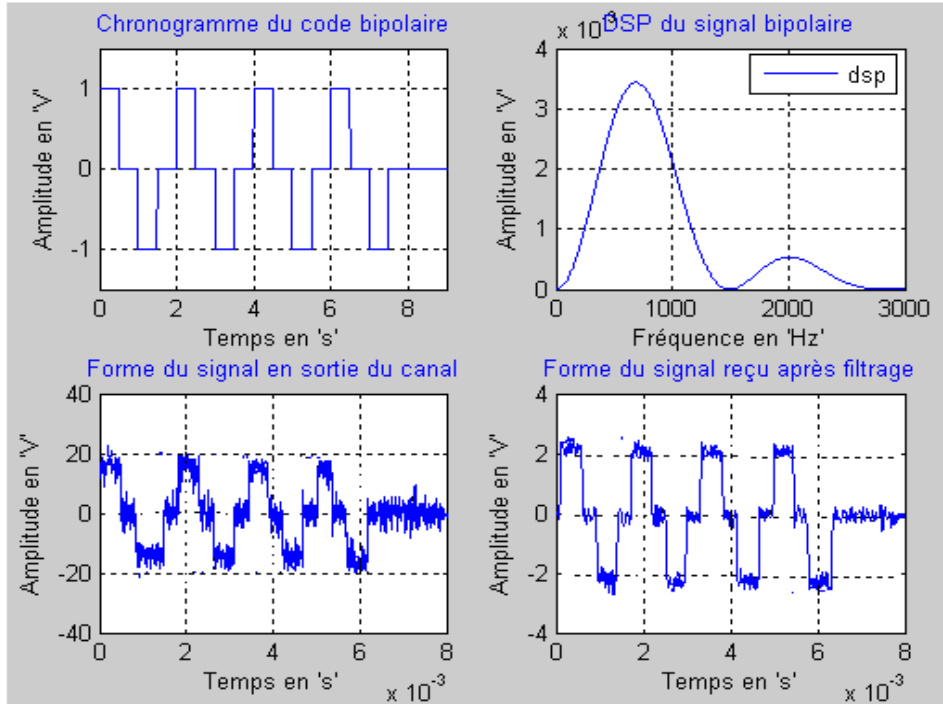 Chronogramme du code bipolaire
Amplitude en 'V'
1
0
-1
0
2
4
6
8
Temps en 's'
x 10-3
DSP du signal bipolaire
dsp
Amplitude en 'V'
4
3
2
1
0
0
1000
2000
3000
Fréquence en 'Hz'
Forme du signal en sortie du canal
Amplitude en 'V'
40
20
0
-20
-40
0
2
4
6
8
Temps en 's'
x 10-3
Forme du signal reçu après filtrage
Amplitude en 'V'
4
2
0
-2
-4
0
2
4
6
8
Temps en 's'
x 10-3